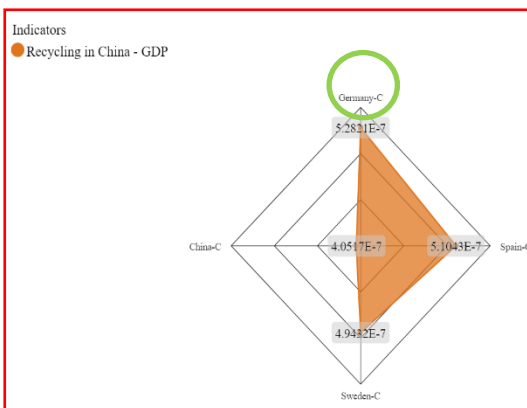 Indicators
Recycling in China - GDP
Germany-C
5.2821E-7
China-C
4.0517E-7
5.1043E-7
Spain-C
4.9432E-7
Sweden-C